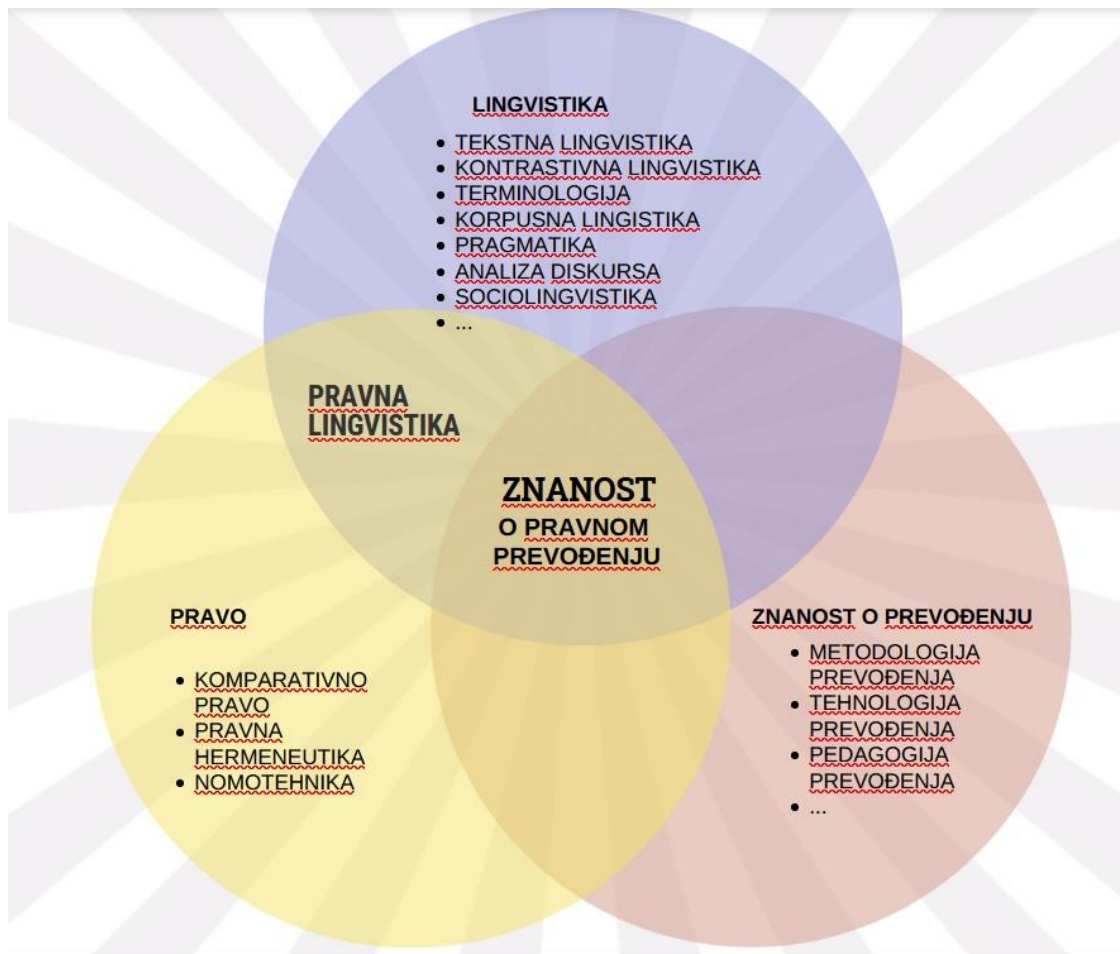 LINGVISTIKA
• TEKSTNA LINGVISTIKA
• KONTRASTIVNA LINGVISTIKA
• TERMINOLOGIJA
• KORPUSNA LINGISTIKA
• PRAGMATIKA
• ANALIZA DISKURSA
• SOCIOLINGVISTIKA
• ...
PRAVNA
LINGVISTIKA
ZNANOST
O PRAVNOM
PREVOĐENJU
PRAVO
• KOMPARATIVNO
PRAVO
• PRAVNA
HERMENEUTIKA
• NOMOTEHNIKA
ZNANOST O PREVOĐENJU
• METODOLOGIJA
PREVOĐENJA
• TEHNOLOGIJA
PREVOĐENJA
• PEDAGOGIJA
PREVOĐENJA
• ...